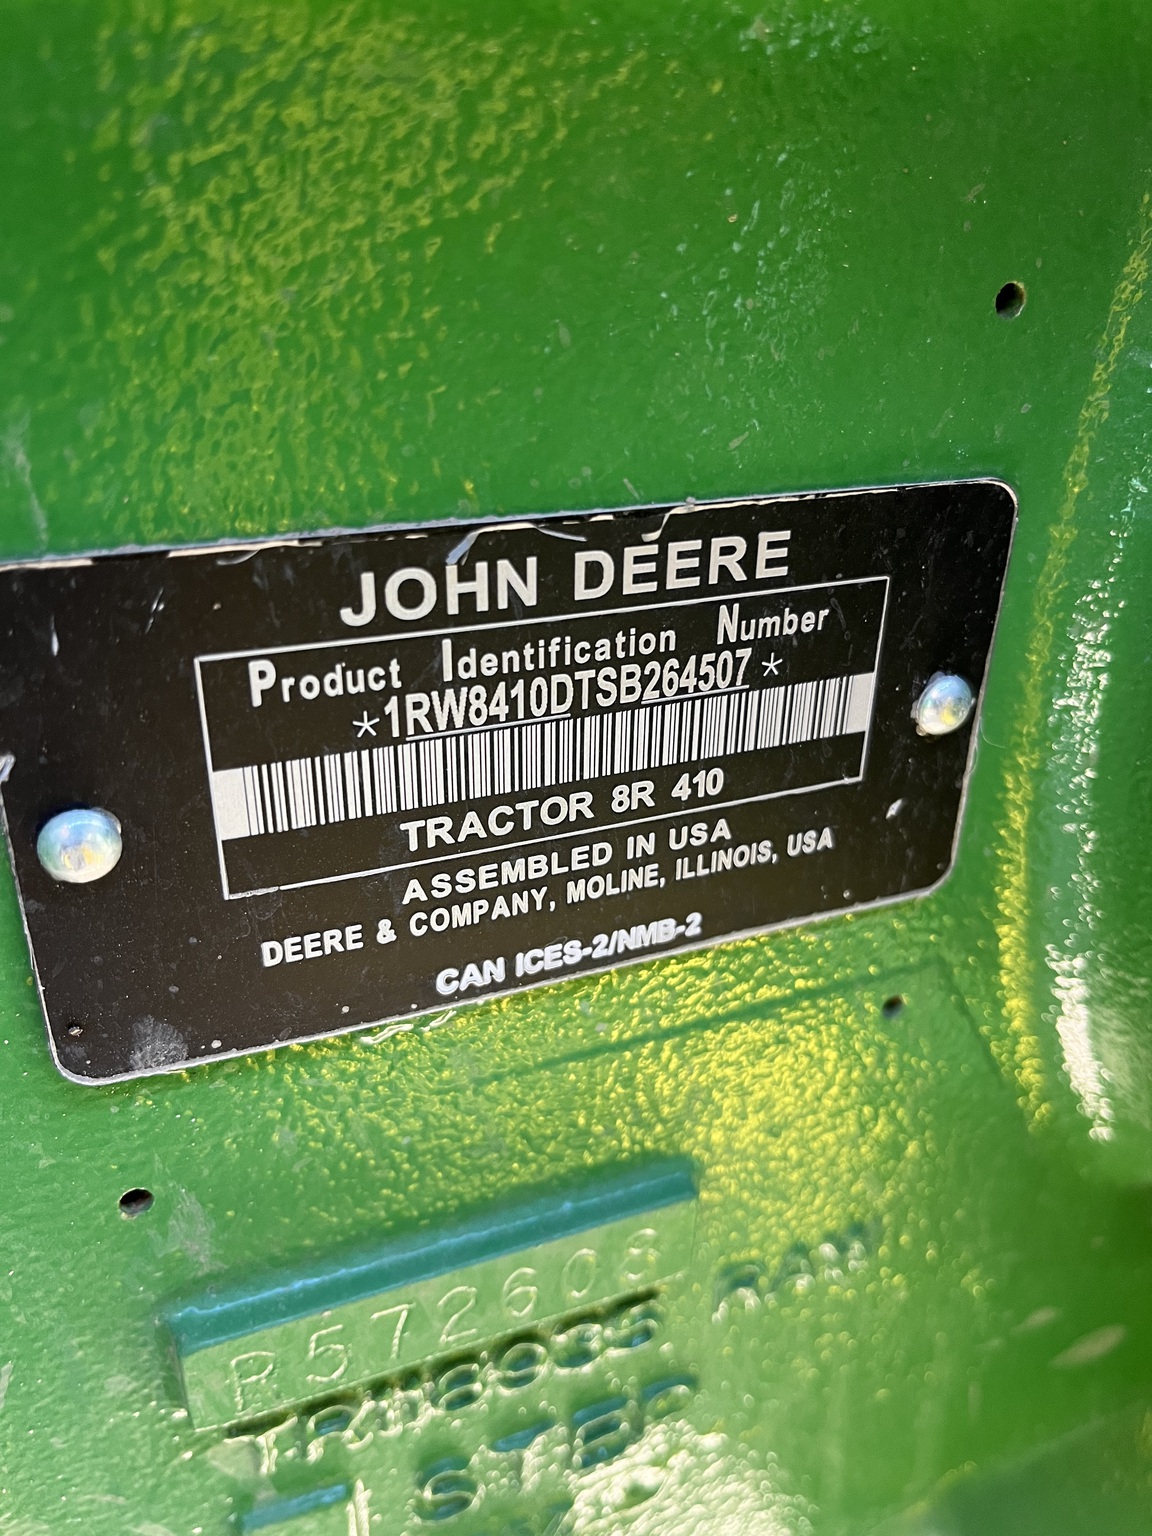 JOHN DEERE
Product Identification Number
*1RW8410DTSB264507*
TRACTOR 8R 410
ASSEMBLED IN USA
DEERE & COMPANY, MOLINE, ILLINOIS, USA
CAN ICES-2/NMB-2
R572608